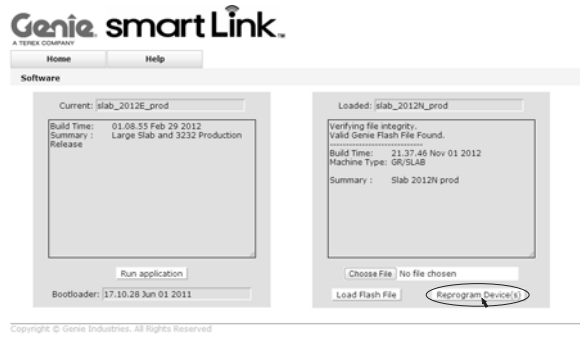 Genie. smart Link™
A TEREX COMPANY
Home Help
Software
Current: slab_2012E_prod
Build Time: 01.08.55 Feb 29 2012
Summary : Large Slab and 3232 Production
Release
Run application
Bootloader: 17.10.28 Jun 01 2011
Loaded: slab_2012N_prod
Verifying file integrity.
Valid Genie Flash File Found.
------------------------
Build Time: 21.37.46 Nov 01 2012
Machine Type: GR/SLAB
Summary : Slab 2012N prod
Choose File No file chosen
Load Flash File Reprogram Device(s)
Copyright © Genie Industries. All Rights Reserved